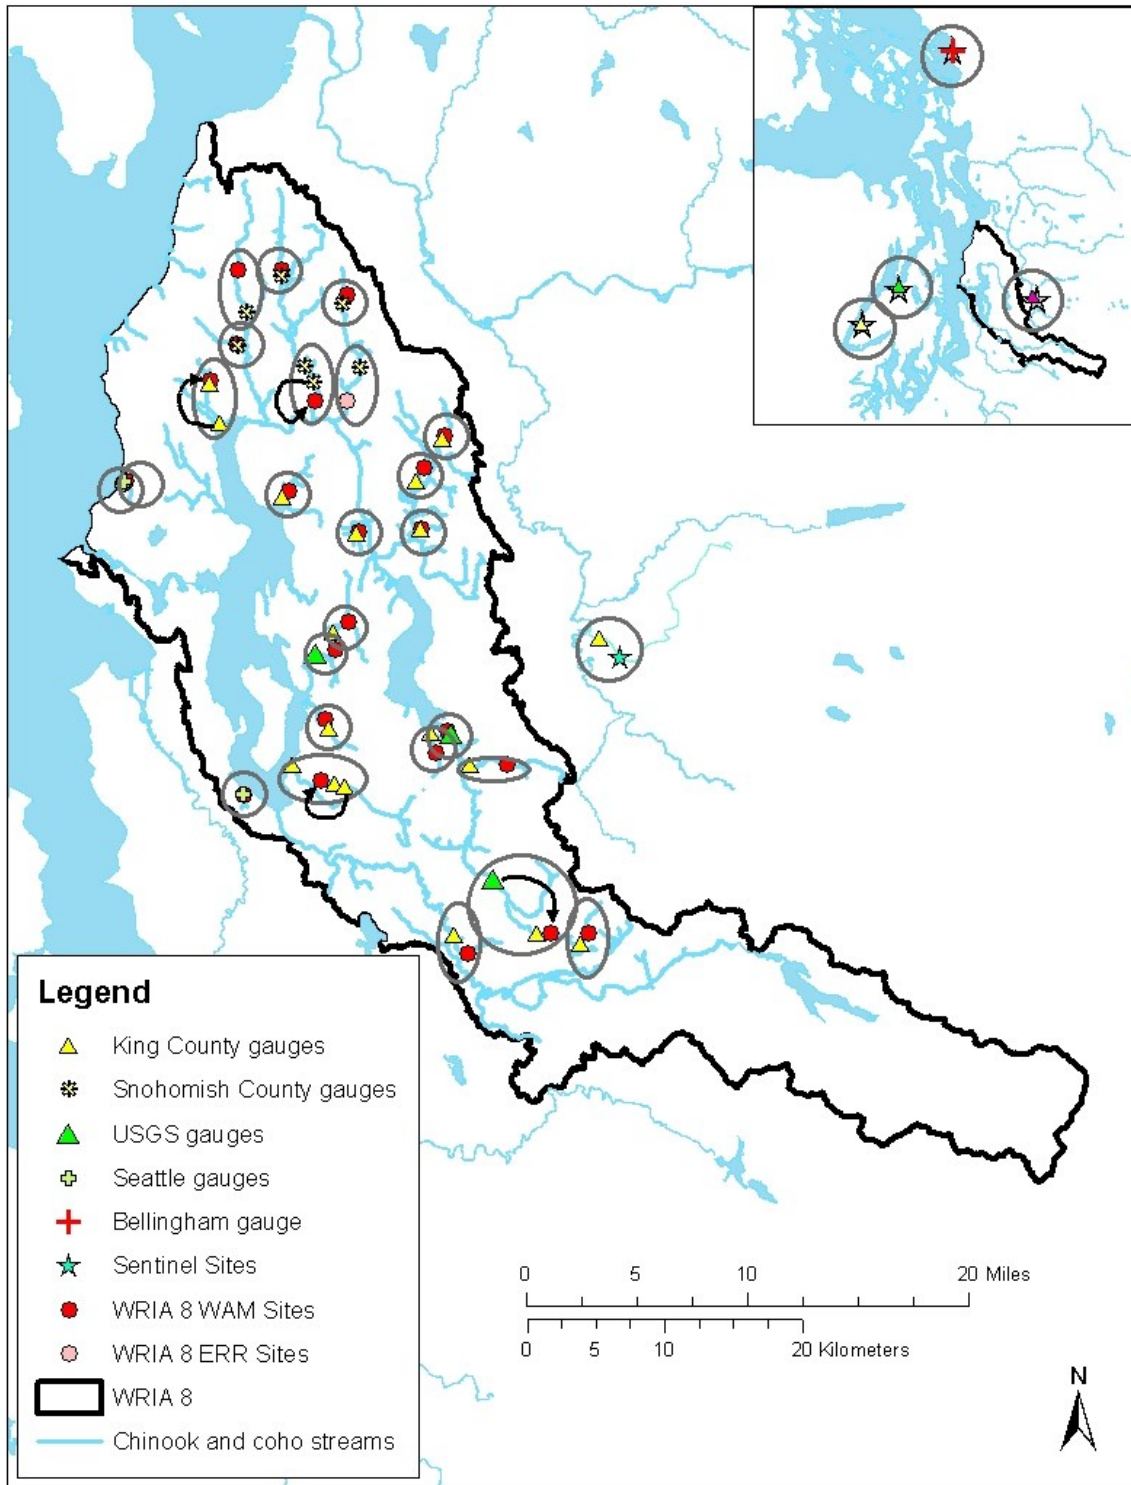 Legend
King County gauges
Snohomish County gauges
USGS gauges
Seattle gauges
Bellingham gauge
Sentinel Sites
WRIA 8 WAM Sites
WRIA 8 ERR Sites
WRIA 8
Chinook and coho streams
0 5 10 20 Miles
0 5 10 20 Kilometers
N